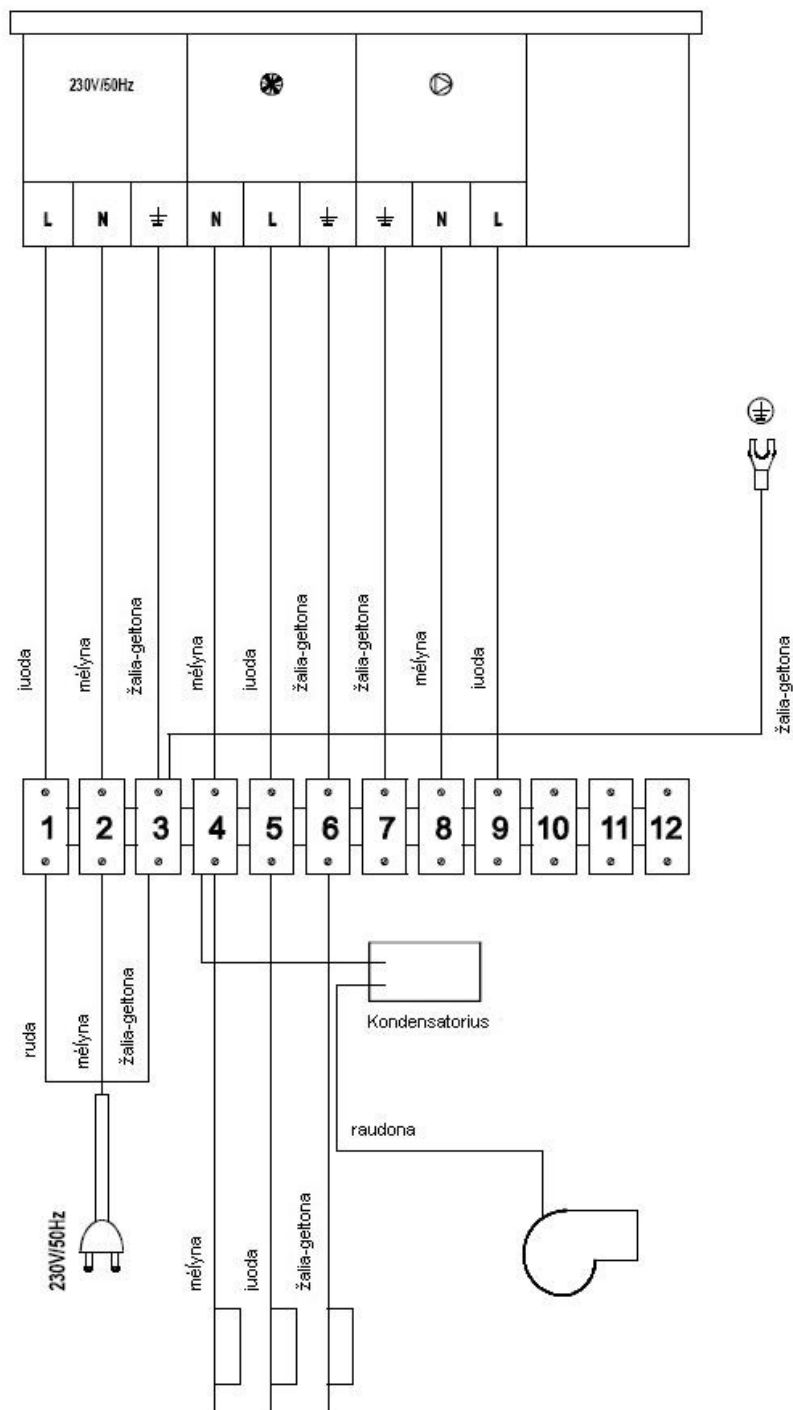 230V/50Hz
L N N L N L
juoda
mėlyna
žalia-geltona
mėlyna
juoda
žalia-geltona
žalia-geltona
mėlyna
juoda
žalia-geltona
1 2 3 4 5 6 7 8 9 10 11 12
ruda
mėlyna
žalia-geltona
Kondensatorius
raudona
230V/50Hz
mėlyna
juoda
žalia-geltona